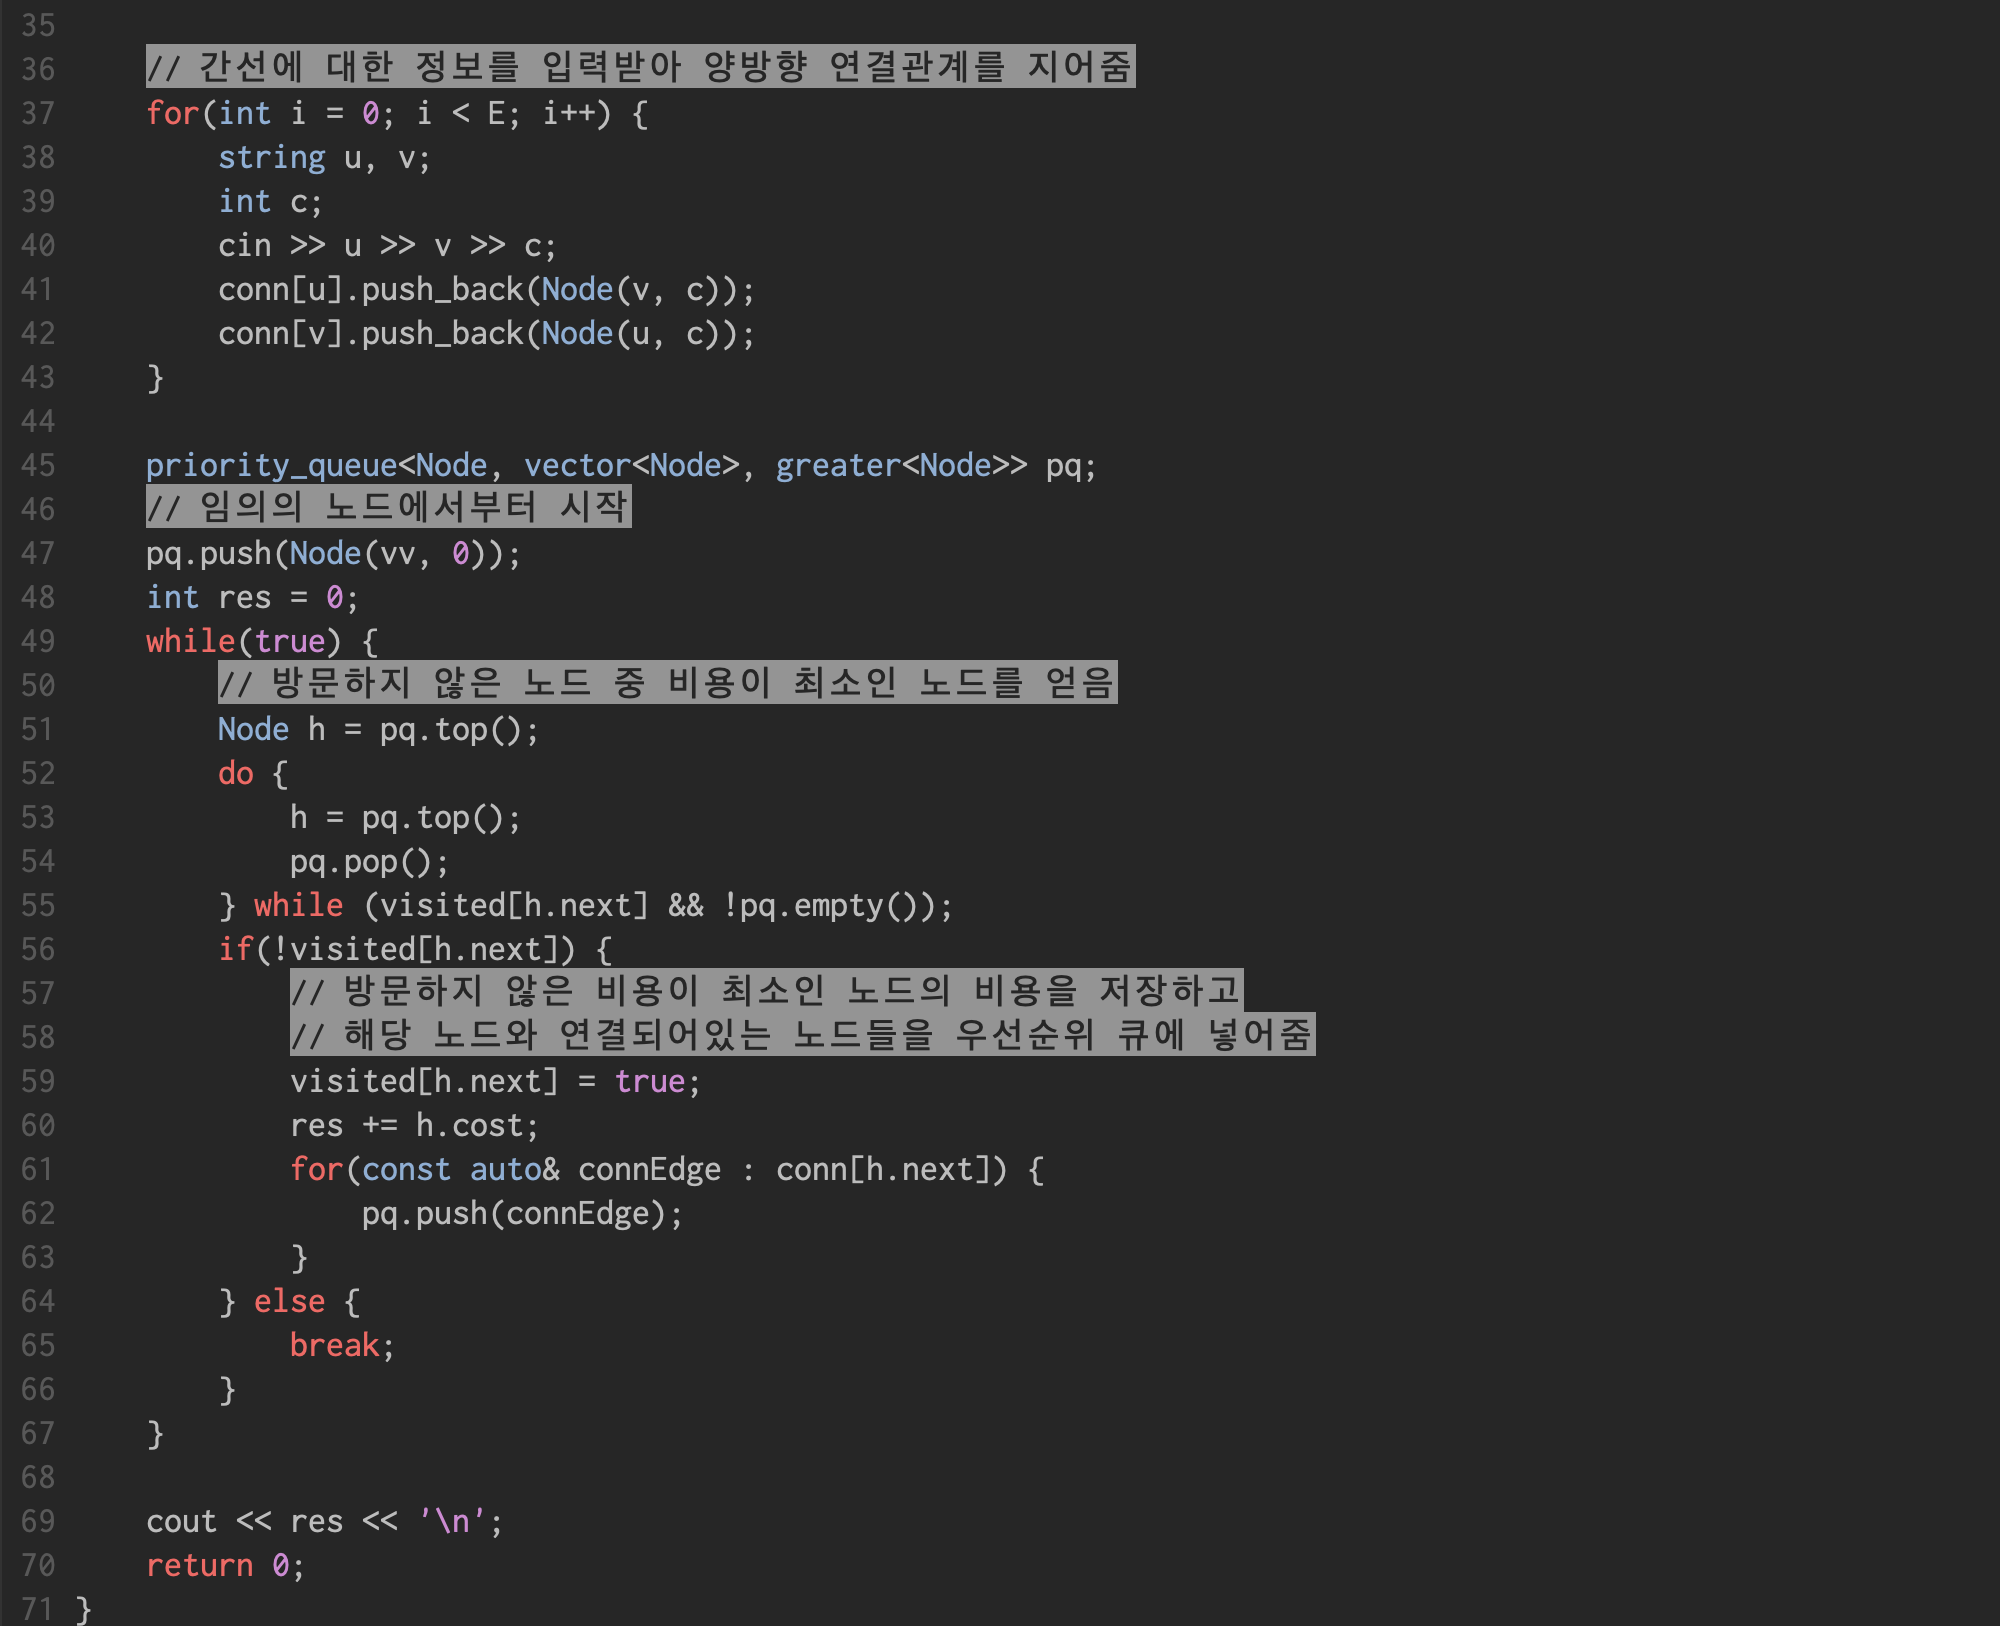 35
36 // 간선에 대한 정보를 입력받아 양방향 연결관계를 지어줌
37 for(int i = 0; i < E; i++) {
38 string u, v;
39 int c;
40 cin >> u >> v >> c;
41 conn[u].push_back(Node(v, c));
42 conn[v].push_back(Node(u, c));
43 }
44
45 priority_queue<Node, vector<Node>, greater<Node>> pq;
46 // 임의의 노드에서부터 시작
47 pq.push(Node(vv, 0));
48 int res = 0;
49 while(true) {
50 // 방문하지 않은 노드 중 비용이 최소인 노드를 얻음
51 Node h = pq.top();
52 do {
53 h = pq.top();
54 pq.pop();
55 } while (visited[h.next] && !pq.empty());
56 if(!visited[h.next]) {
57 // 방문하지 않은 비용이 최소인 노드의 비용을 저장하고
58 // 해당 노드와 연결되어있는 노드들을 우선순위 큐에 넣어줌
59 visited[h.next] = true;
60 res += h.cost;
61 for(const auto& connEdge : conn[h.next]) {
62 pq.push(connEdge);
63 }
64 } else {
65 break;
66 }
67 }
68
69 cout << res << '\n';
70 return 0;
71 }